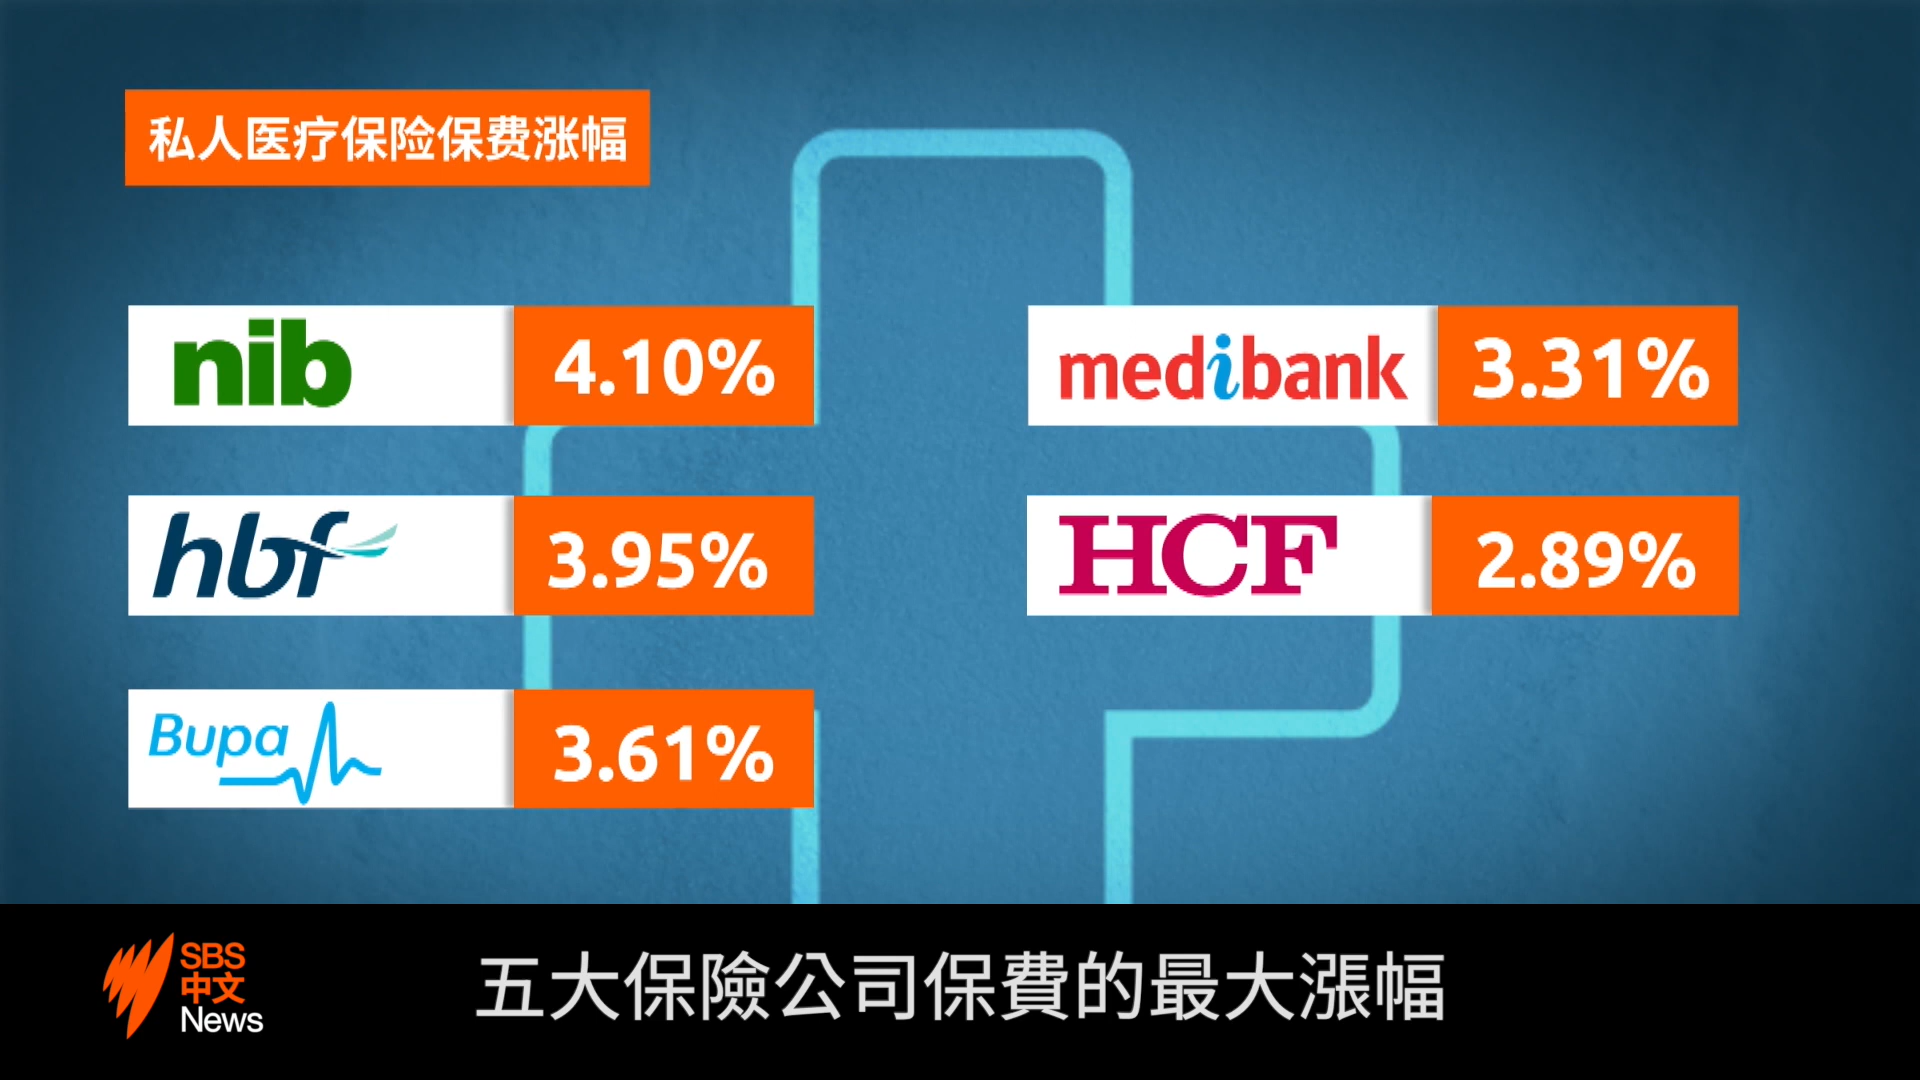 私人医疗保险保费涨幅
nib 4.10%
hbf 3.95%
Bupa 3.61%
medibank 3.31%
HCF 2.89%
SBS
中文
News
五大保險公司保費的最大漲幅